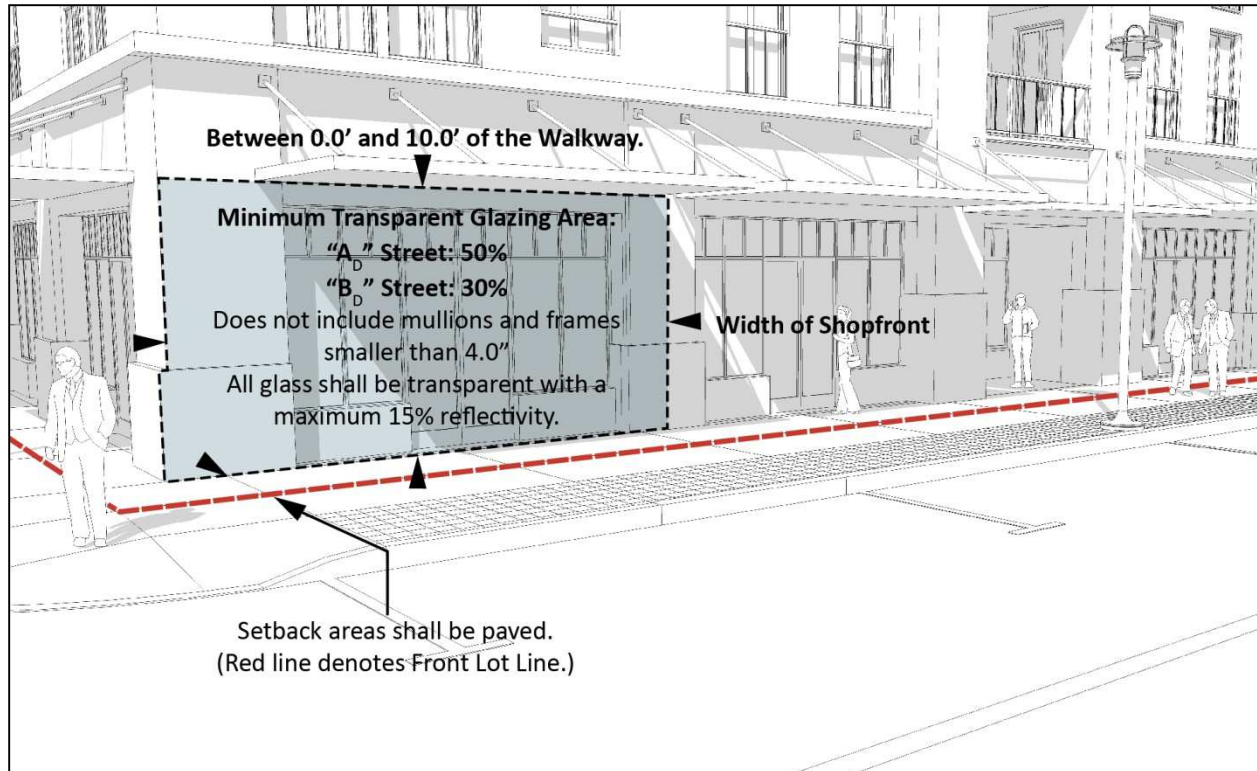 Between 0.0’ and 10.0’ of the Walkway.
Minimum Transparent Glazing Area:
“A_D” Street: 50%
“B_D” Street: 30%
Does not include mullions and frames
smaller than 4.0”
All glass shall be transparent with a
maximum 15% reflectivity.
Width of Shopfront
Setback areas shall be paved.
(Red line denotes Front Lot Line.)